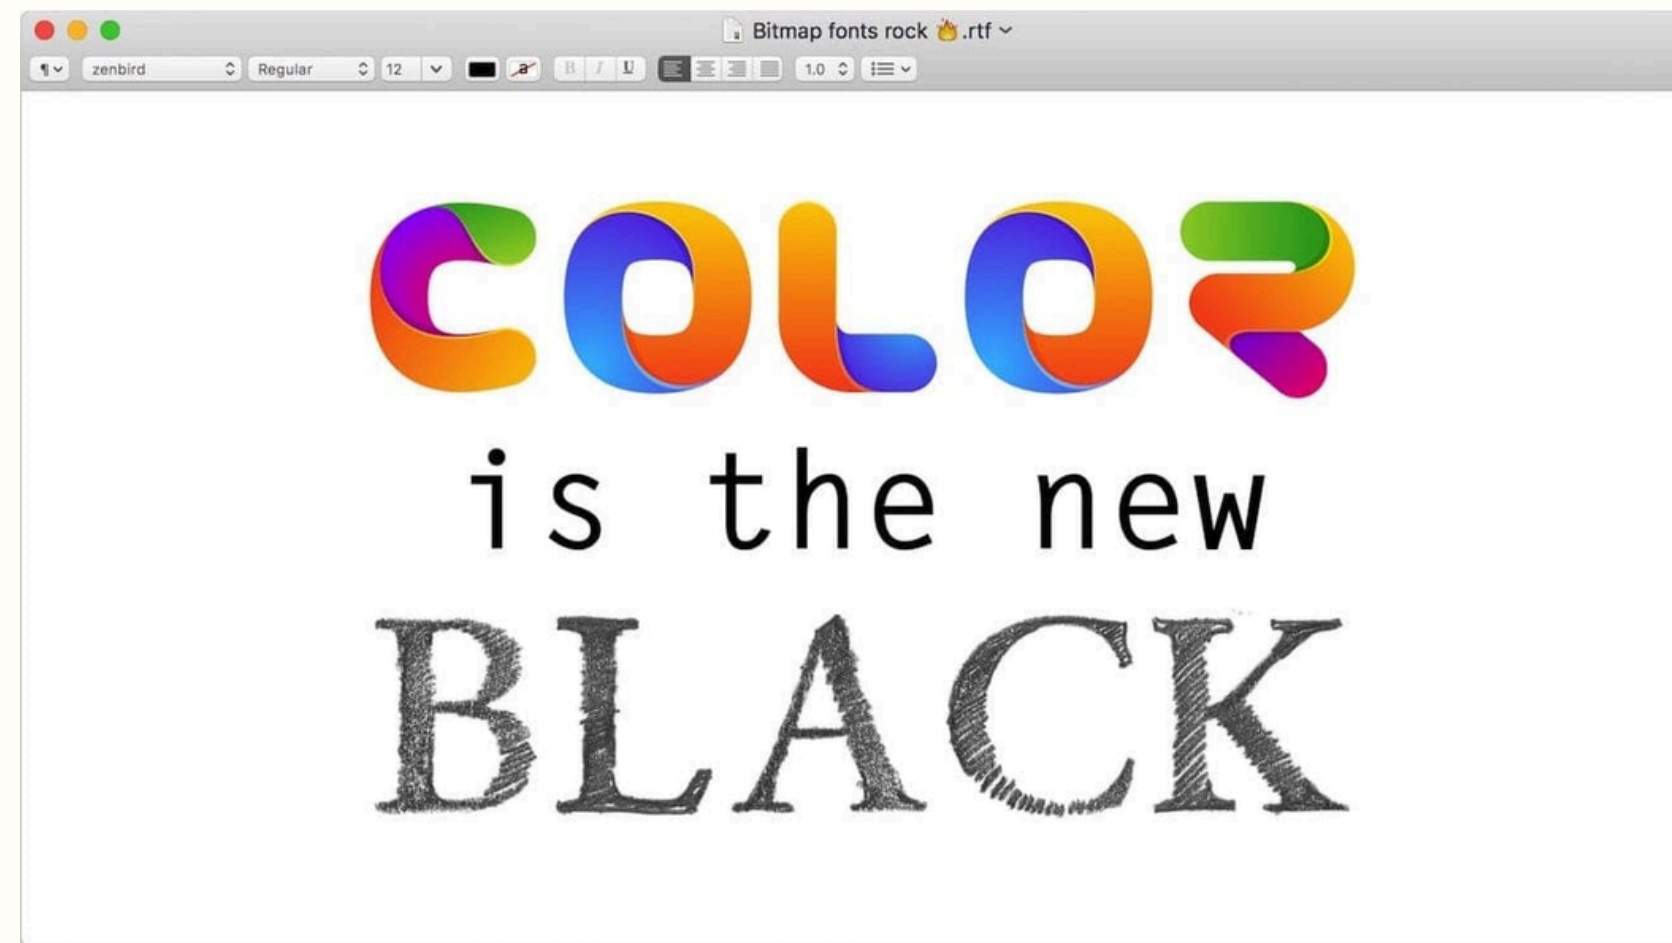 Bitmap fonts rock 🔥.rtf
¶ zenbird Regular 12 a B I U 1.0
COLOR
is the new
BLACK